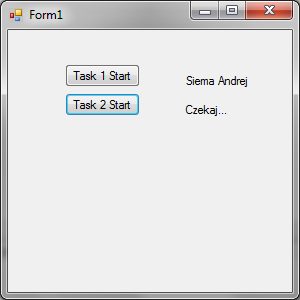 Form1
Task 1 Start
Siema Andrej
Task 2 Start
Czekaj...